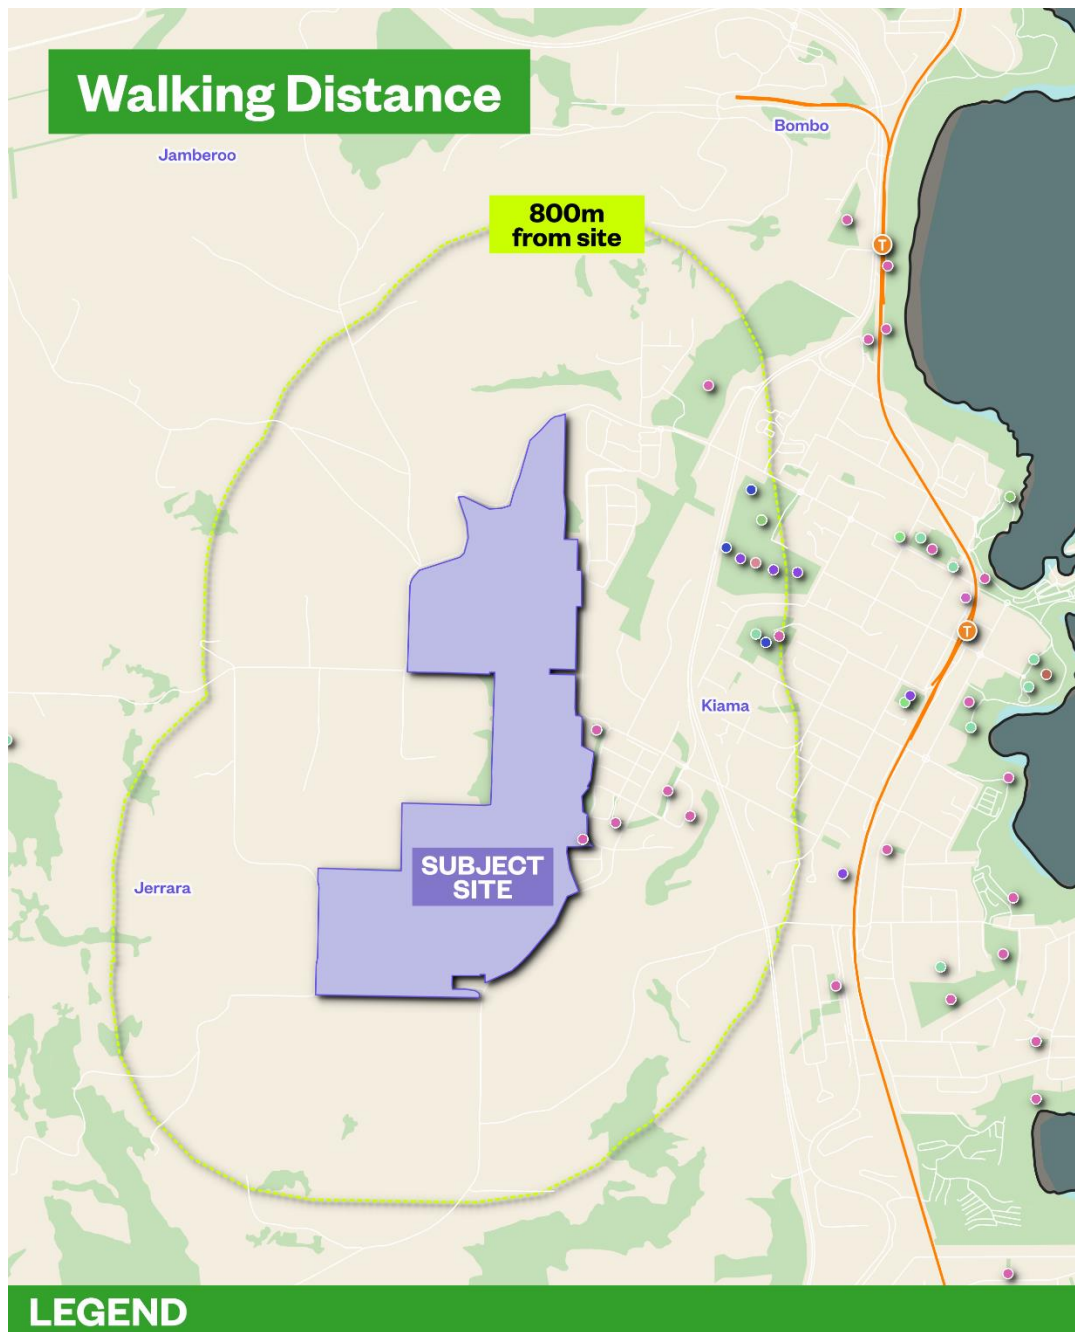 Walking Distance
Bombo
Jamberoo
800m
from site
T
T
Kiama
SUBJECT
SITE
Jerrara
LEGEND